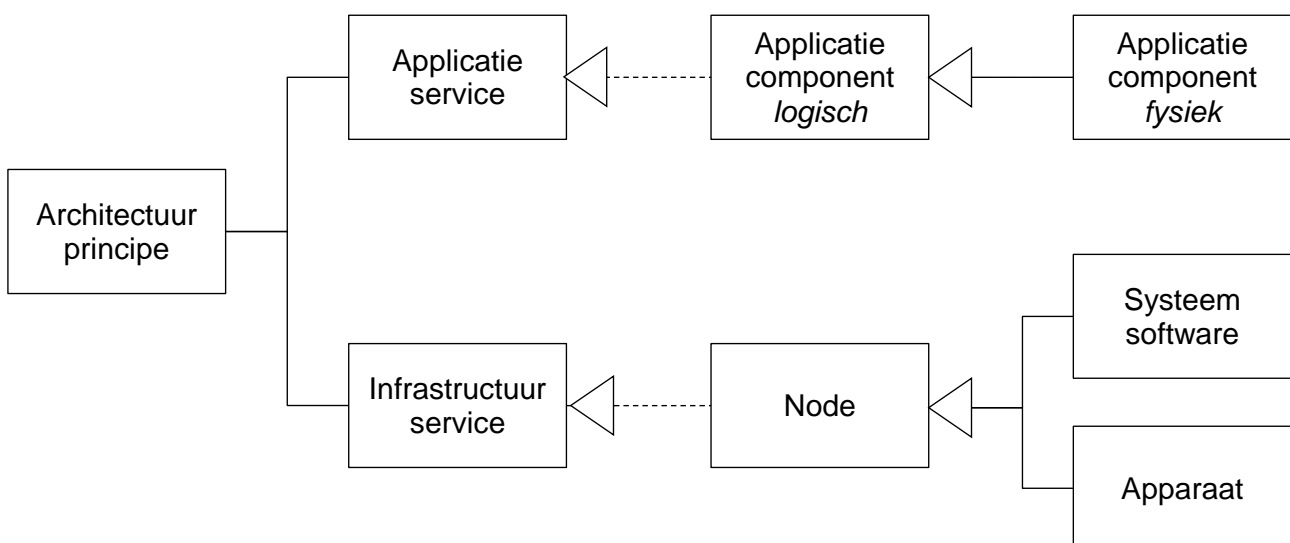 Applicatie
service
Applicatie
component
logisch
Applicatie
component
fysiek
Architectuur
principe
Systeem
software
Infrastructuur
service
Node
Apparaat